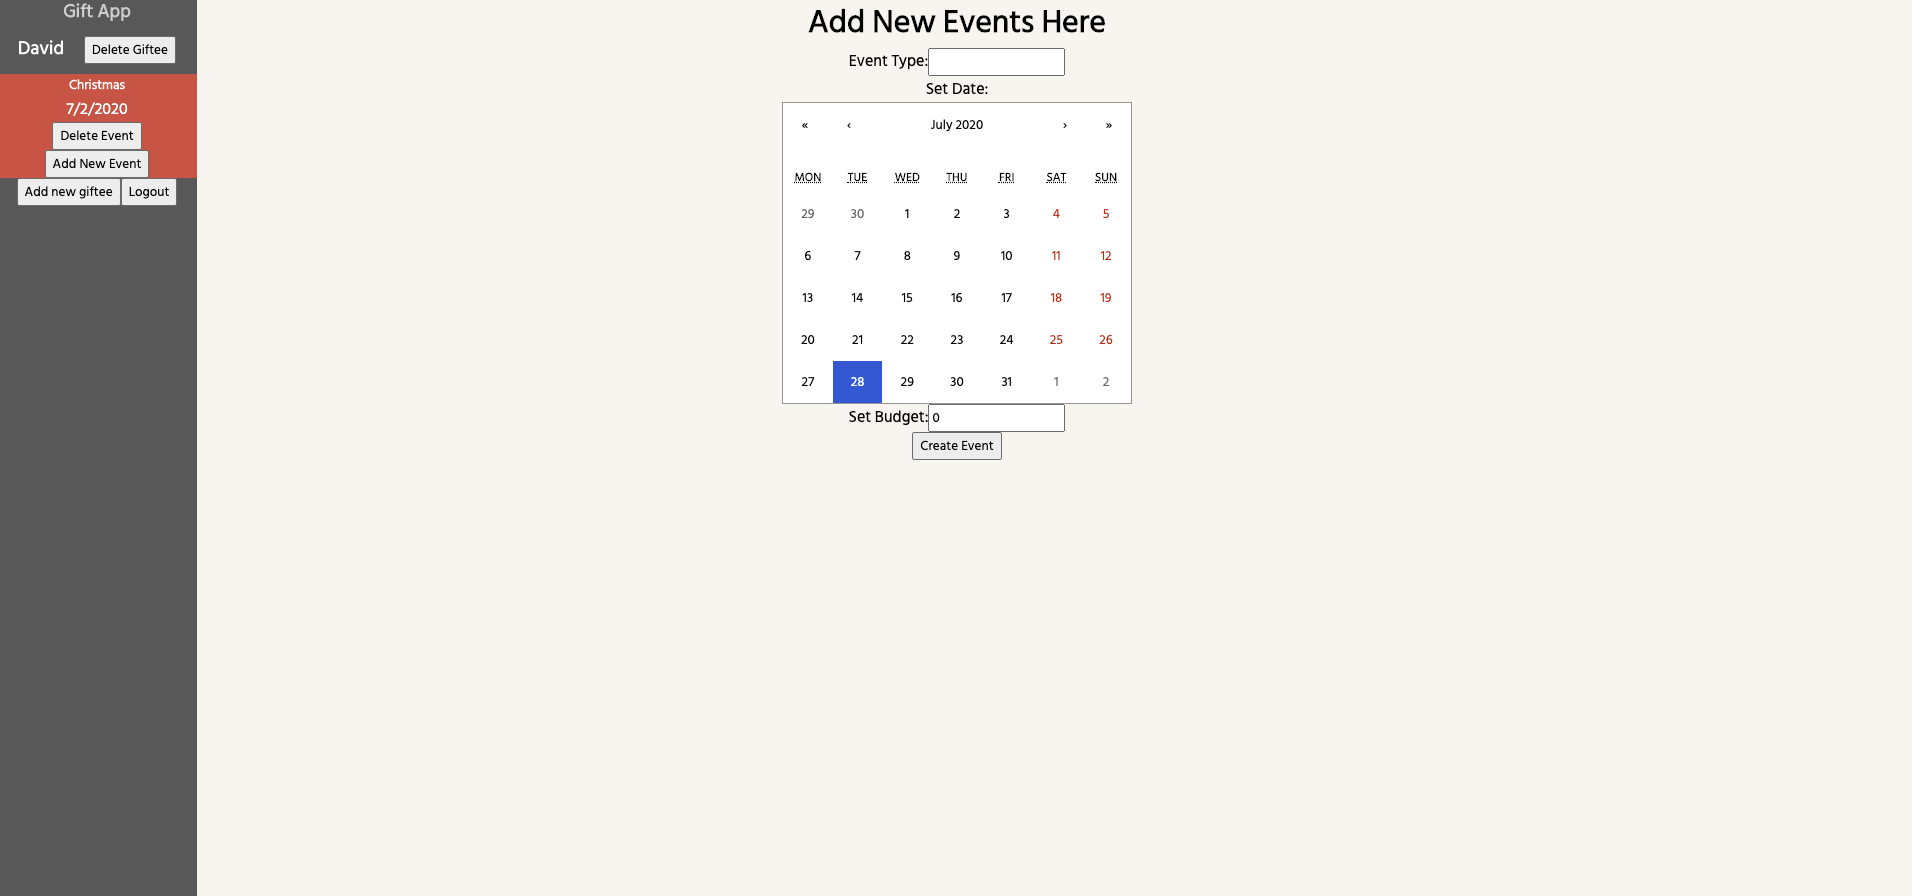 Gift App
David Delete Giftee
Christmas
7/2/2020
Delete Event
Add New Event
Add new giftee Logout
Add New Events Here
Event Type:
Set Date:
« ‹ July 2020 › »
MON TUE WED THU FRI SAT SUN
29 30 1 2 3 4 5
6 7 8 9 10 11 12
13 14 15 16 17 18 19
20 21 22 23 24 25 26
27 28 29 30 31 1 2
Set Budget: 0
Create Event